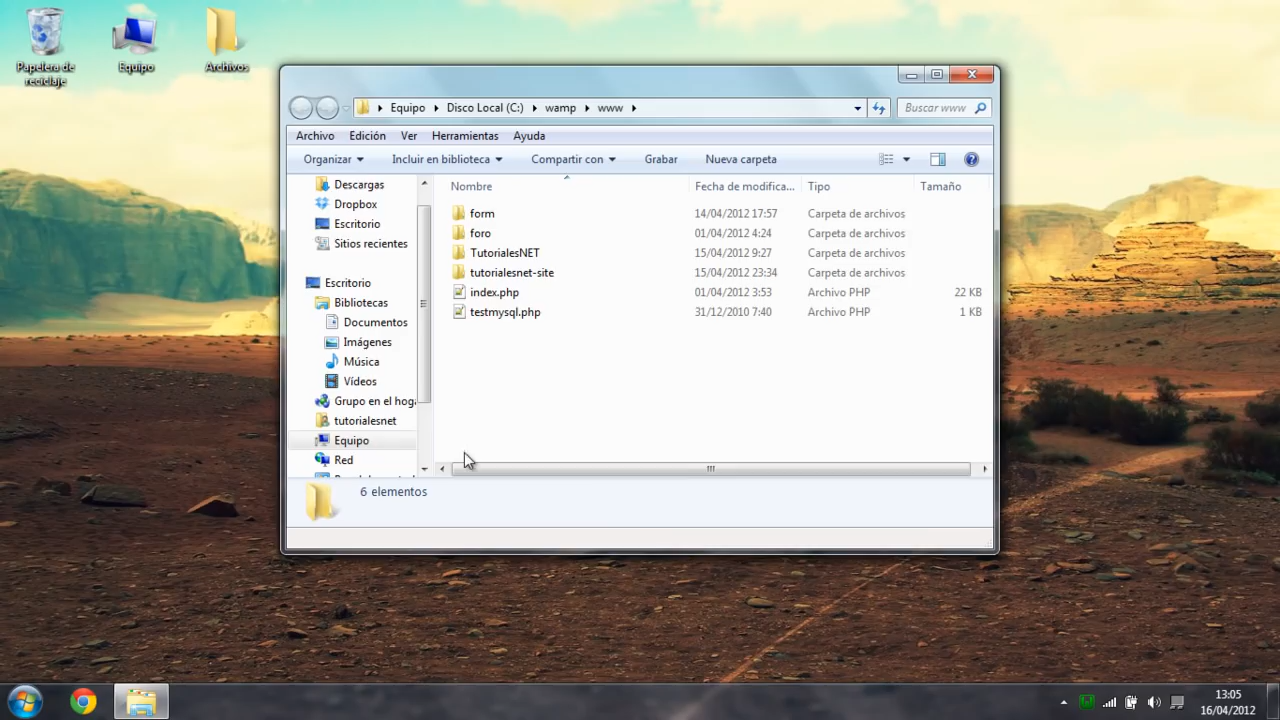 Papelera de reciclaje
Equipo
Archivos
Equipo Disco Local (C:) wamp www
Buscar www
Archivo Edición Ver Herramientas Ayuda
Organizar Incluir en biblioteca Compartir con Grabar Nueva carpeta
Descargas
Dropbox
Escritorio
Sitios recientes
Escritorio
Bibliotecas
Documentos
Imágenes
Música
Vídeos
Grupo en el hoga
tutorialesnet
Equipo
Red
Nombre Fecha de modifica... Tipo Tamaño
form 14/04/2012 17:57 Carpeta de archivos
foro 01/04/2012 4:24 Carpeta de archivos
TutorialesNET 15/04/2012 9:27 Carpeta de archivos
tutorialesnet-site 15/04/2012 23:34 Carpeta de archivos
index.php 01/04/2012 3:53 Archivo PHP 22 KB
testmysql.php 31/12/2010 7:40 Archivo PHP 1 KB
6 elementos
13:05
16/04/2012